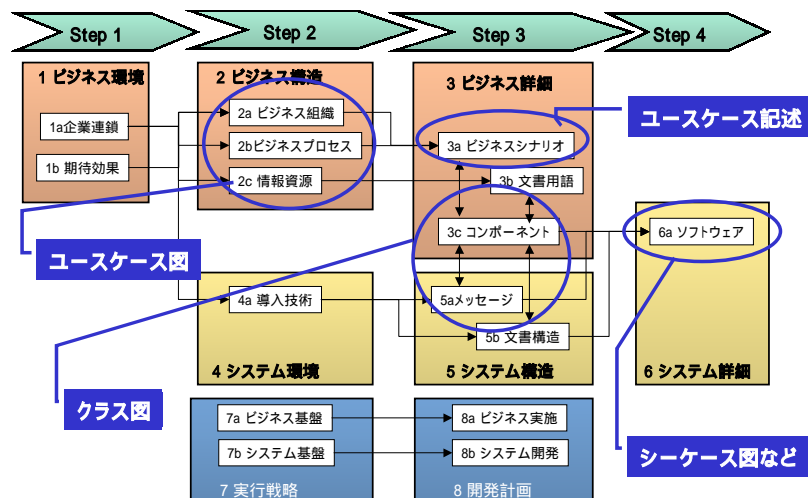 Step 1
Step 2
Step 3
Step 4
1 ビジネス環境
1a企業連鎖
1b 期待効果
2 ビジネス構造
2a ビジネス組織
2bビジネスプロセス
2c 情報資源
3 ビジネス詳細
3a ビジネスシナリオ
3b 文書用語
3c コンポーネント
ユースケース記述
ユースケース図
4a 導入技術
4 システム環境
5aメッセージ
5b 文書構造
5 システム構造
6a ソフトウェア
6 システム詳細
クラス図
シーケース図など
7a ビジネス基盤
7b システム基盤
7 実行戦略
8a ビジネス実施
8b システム開発
8 開発計画